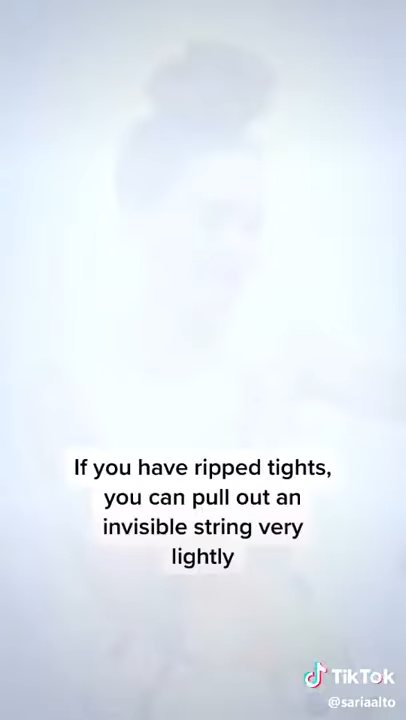 If you have ripped tights,
you can pull out an
invisible string very
lightly
TikTok
@sariaalto